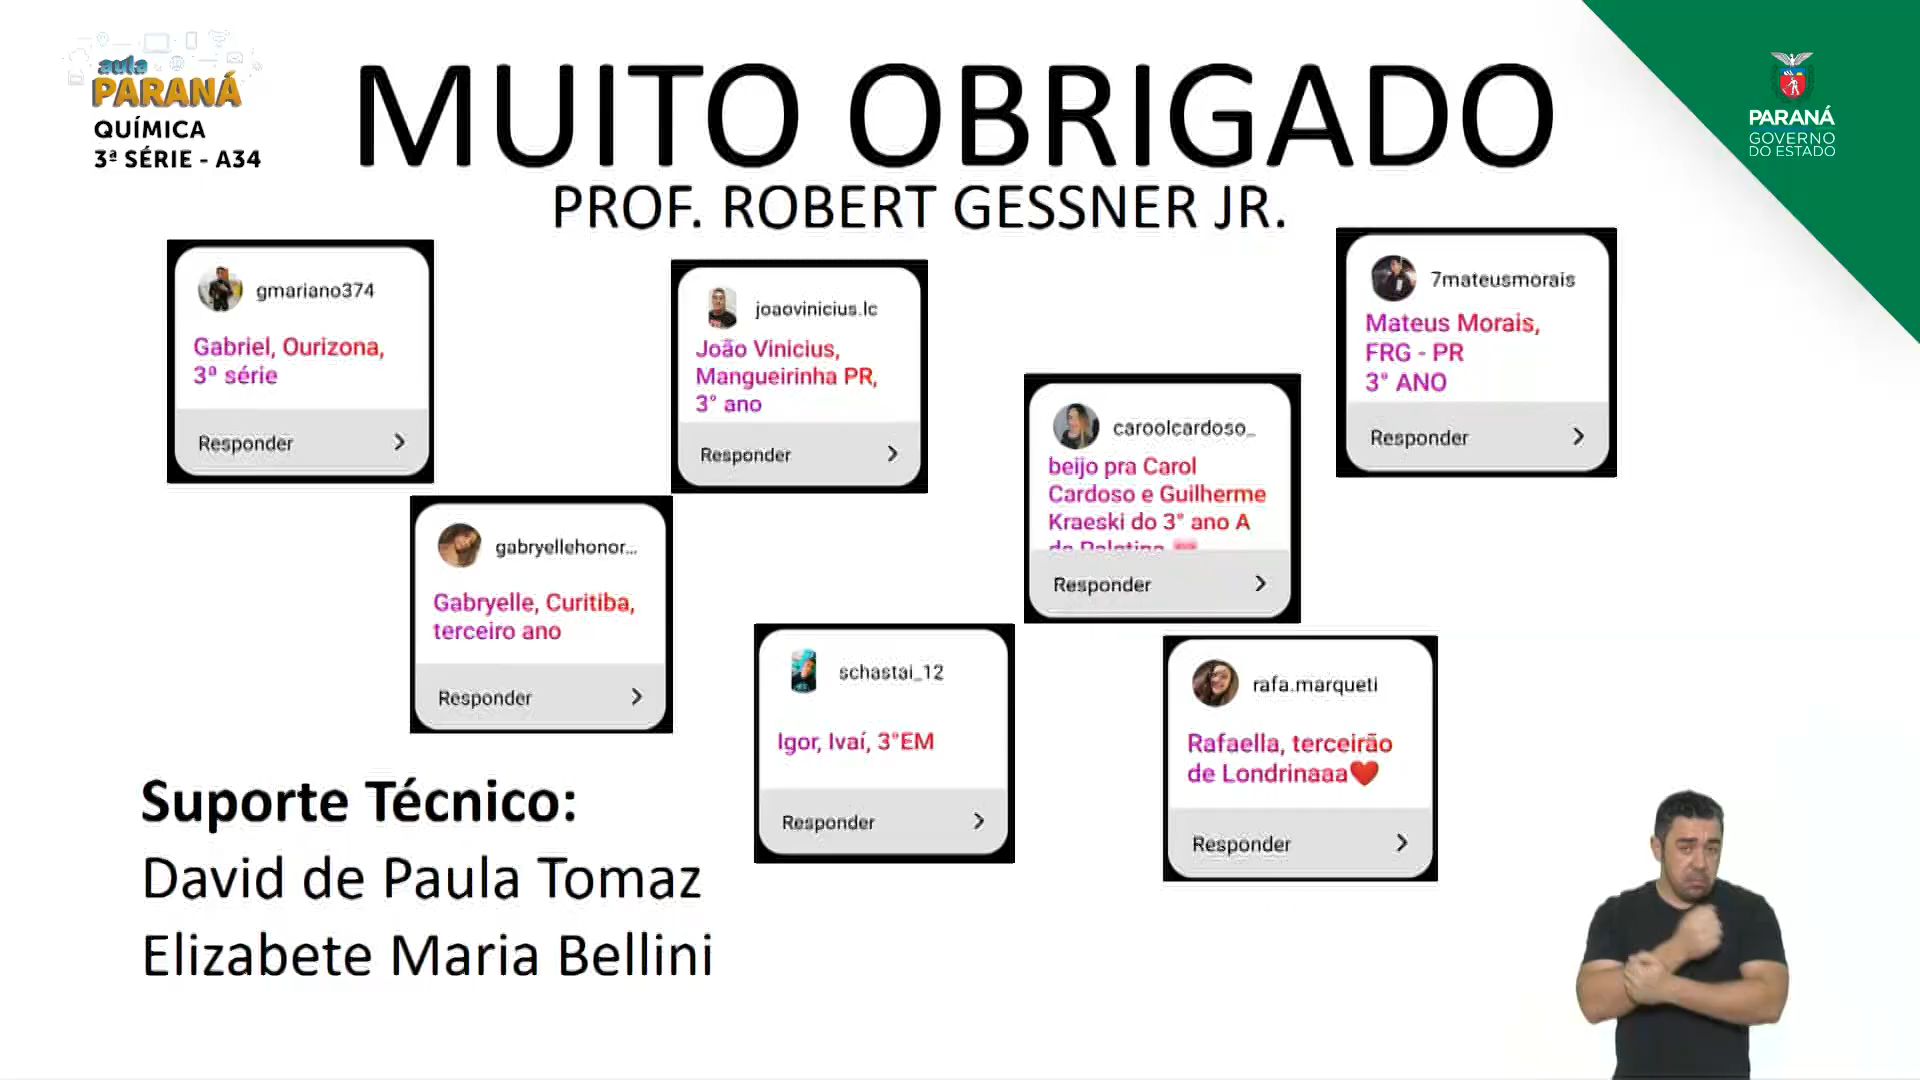 aula
PARANÁ
QUÍMICA
3ª SÉRIE - A34
MUITO OBRIGADO
PROF. ROBERT GESSNER JR.
PARANÁ
GOVERNO
DO ESTADO
gmariano374
Gabriel, Ourizona,
3ª série
Responder
joaovinicius.lc
João Vinicius,
Mangueirinha PR,
3° ano
Responder
7mateusmorais
Mateus Morais,
FRG - PR
3° ANO
Responder
caroolcardoso_
beijo pra Carol
Cardoso e Guilherme
Kraeski do 3° ano A
de Palotina
Responder
gabryellehonor...
Gabryelle, Curitiba,
terceiro ano
Responder
schastai_12
Igor, Ivaí, 3°EM
Responder
rafa.marqueti
Rafaella, terceirão
de Londrinaaa❤️
Responder
Suporte Técnico:
David de Paula Tomaz
Elizabete Maria Bellini